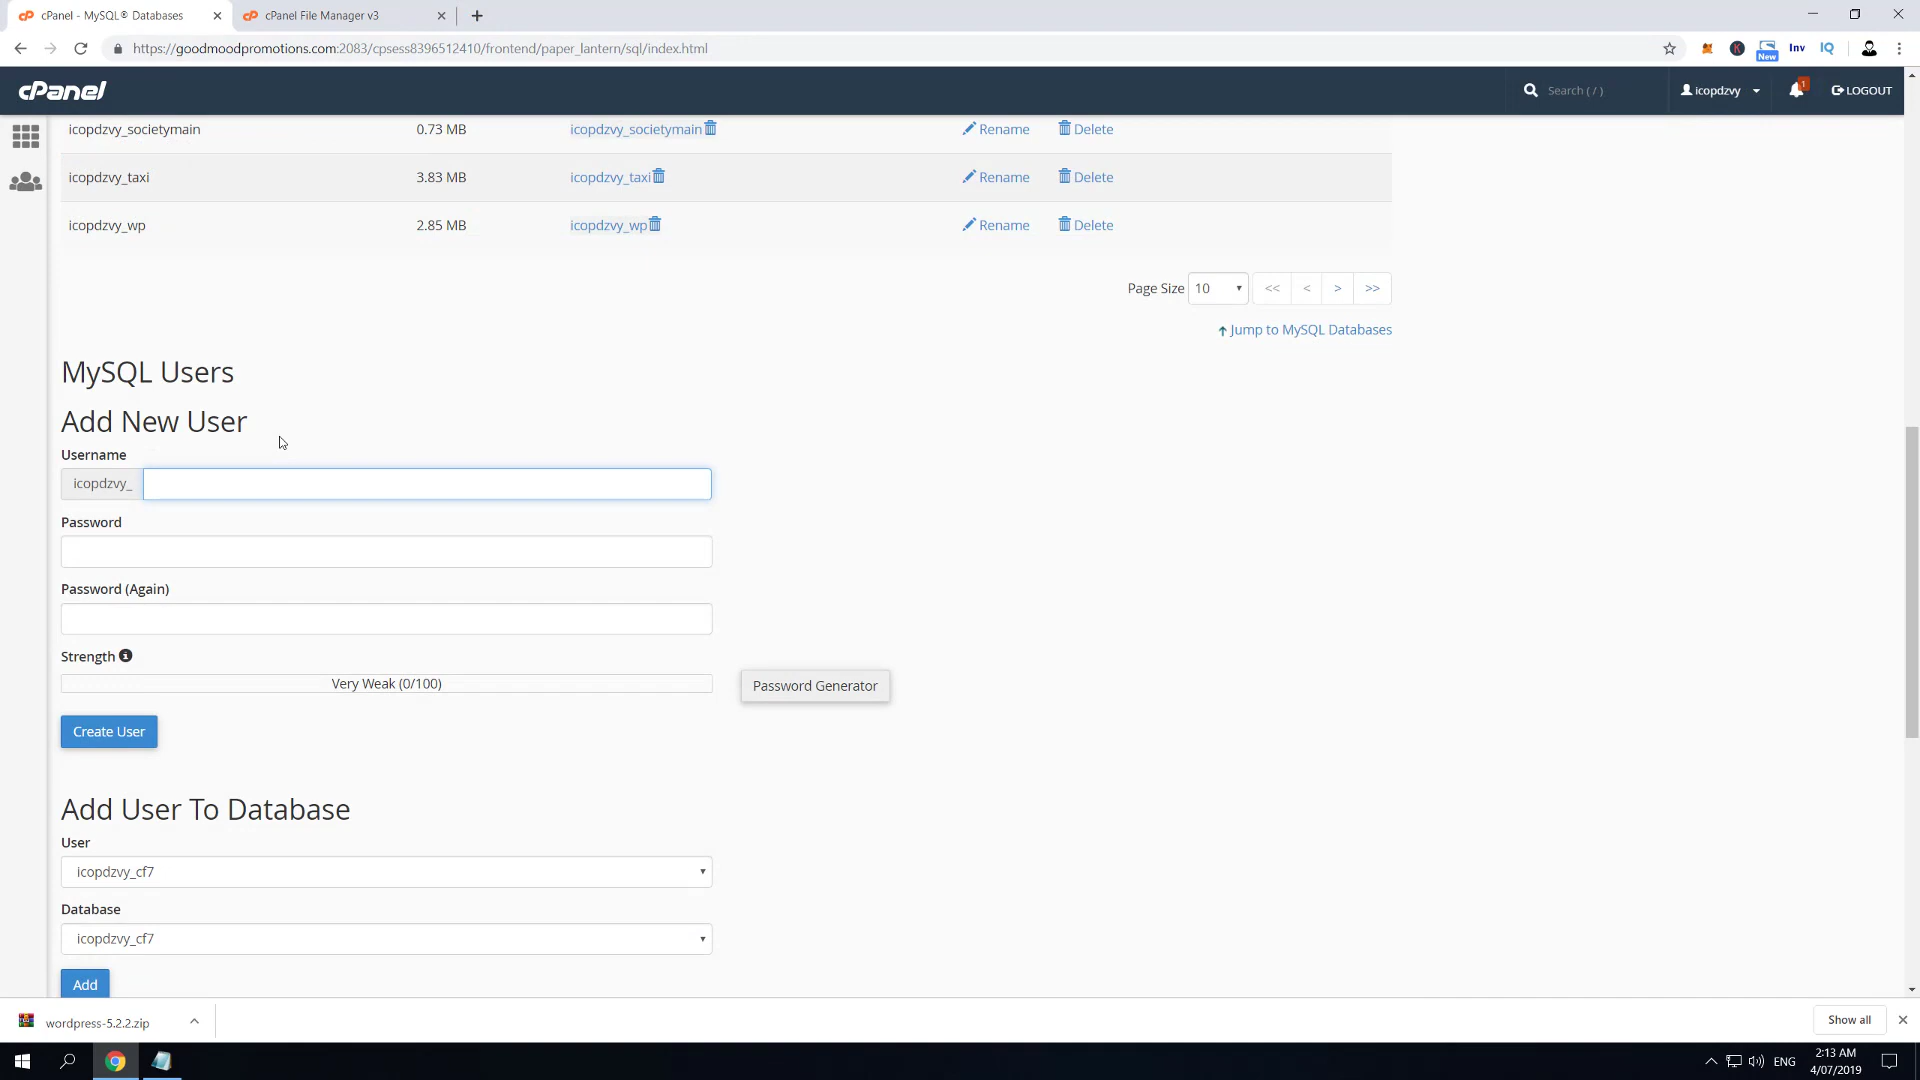 cPanel - MySQL® Databases
cPanel File Manager v3
https://goodmoodpromotions.com:2083/cpsess8396512410/frontend/paper_lantern/sql/index.html
New
Inv
IQ
cPanel
Search ( / )
icopdzvy
1
LOGOUT
icopdzvy_societymain 0.73 MB icopdzvy_societymain Rename Delete
icopdzvy_taxi 3.83 MB icopdzvy_taxi Rename Delete
icopdzvy_wp 2.85 MB icopdzvy_wp Rename Delete
Page Size 10 << < > >>
Jump to MySQL Databases
MySQL Users
Add New User
Username
icopdzvy_
Password
Password (Again)
Strength
Very Weak (0/100)
Password Generator
Create User
Add User To Database
User
icopdzvy_cf7
Database
icopdzvy_cf7
Add
wordpress-5.2.2.zip
Show all
ENG
2:13 AM
4/07/2019